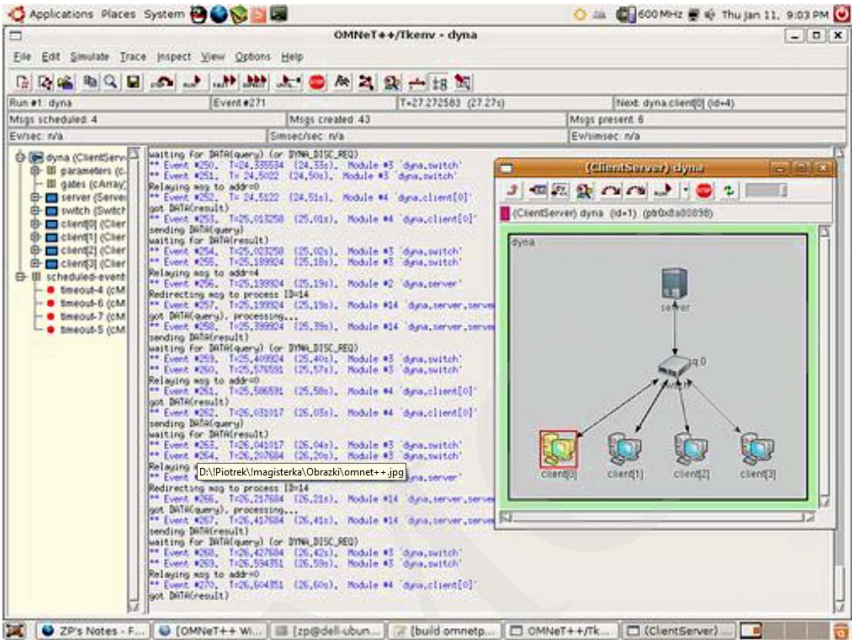 Applications Places System 600 MHz Thu Jan 11, 9:03 PM
OMNeT++/Tkenv - dyna
File Edit Simulate Trace Inspect View Options Help
Run #1: dyna Event #271 T=27.272583 (27.27s) Next: dyna.client[0] (id=4)
Msgs scheduled: 4 Msgs created: 43 Msgs present: 6
Ev/sec: n/a Simsec/sec: n/a Ev/simsec: n/a
dyna (ClientServ
parameters (c.
gates (cArray)
server (Server
switch (Switch
client[0] (Clier
client[1] (Clier
client[2] (Clier
client[3] (Clier
scheduled-event
timeout-4 (cM
timeout-6 (cM
timeout-7 (cM
timeout-5 (cM
waiting for DATA(query) (or DYNA_DISC_REQ)
** Event #250. T=24.335534 (24.33s). Module #3 `dyna.switch'
** Event #251. T= 24.5022 (24.50s). Module #3 `dyna.switch'
Relaying msg to addr=0
** Event #252. T= 24.5122 (24.51s). Module #4 `dyna.client[0]'
got DATA(result)
** Event #253. T=25.013258 (25.01s). Module #4 `dyna.client[0]'
sending DATA(query)
waiting for DATA(result)
** Event #254. T=25.023258 (25.02s). Module #3 `dyna.switch'
** Event #255. T=25.189924 (25.18s). Module #3 `dyna.switch'
Relaying msg to addr=4
** Event #256. T=25.199924 (25.19s). Module #2 `dyna.server'
Redirecting msg to process ID=14
** Event #257. T=25.199924 (25.19s). Module #14 `dyna.server.server
got DATA(query), processing...
** Event #258. T=25.399924 (25.39s). Module #14 `dyna.server.server
sending DATA(result)
waiting for DATA(query) (or DYNA_DISC_REQ)
** Event #259. T=25.409924 (25.40s). Module #3 `dyna.switch'
** Event #260. T=25.576591 (25.57s). Module #3 `dyna.switch'
Relaying msg to addr=0
** Event #261. T=25.586591 (25.58s). Module #4 `dyna.client[0]'
got DATA(result)
** Event #262. T=26.031017 (26.03s). Module #4 `dyna.client[0]'
sending DATA(query)
waiting for DATA(result)
** Event #263. T=26.041017 (26.04s). Module #3 `dyna.switch'
** Event #264. T=26.207684 (26.20s). Module #3 `dyna.switch'
Relaying
D:\!Piotrek\!magisterka\Obrazki\omnet++.jpg
** Event dyna.server'
Redirecting msg to process ID=14
** Event #266. T=26.217684 (26.21s). Module #14 `dyna.server.server
got DATA(query), processing...
** Event #267. T=26.417684 (26.41s). Module #14 `dyna.server.server
sending DATA(result)
waiting for DATA(query) (or DYNA_DISC_REQ)
** Event #268. T=26.427684 (26.42s). Module #3 `dyna.switch'
** Event #269. T=26.594351 (26.59s). Module #3 `dyna.switch'
Relaying msg to addr=0
** Event #270. T=26.604351 (26.60s). Module #4 `dyna.client[0]'
got DATA(result)
(ClientServer) dyna
(ClientServer) dyna (id=1) (ptr0x8a80898)
dyna
server
q:0
switch
client[0] client[1] client[2] client[3]
ZP's Notes - F... [OMNeT++ Wi... [zp@dell-ubun... [build omnetp... OMNeT++/Tk... (ClientServer) ...